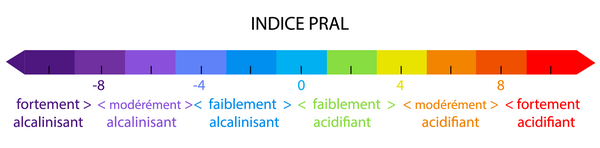 INDICE PRAL
-8 -4 0 4 8
fortement > < modérément >< faiblement > < faiblement > < modérément > < fortement
alcalinisant alcalinisant alcalinisant acidifiant acidifiant acidifiant